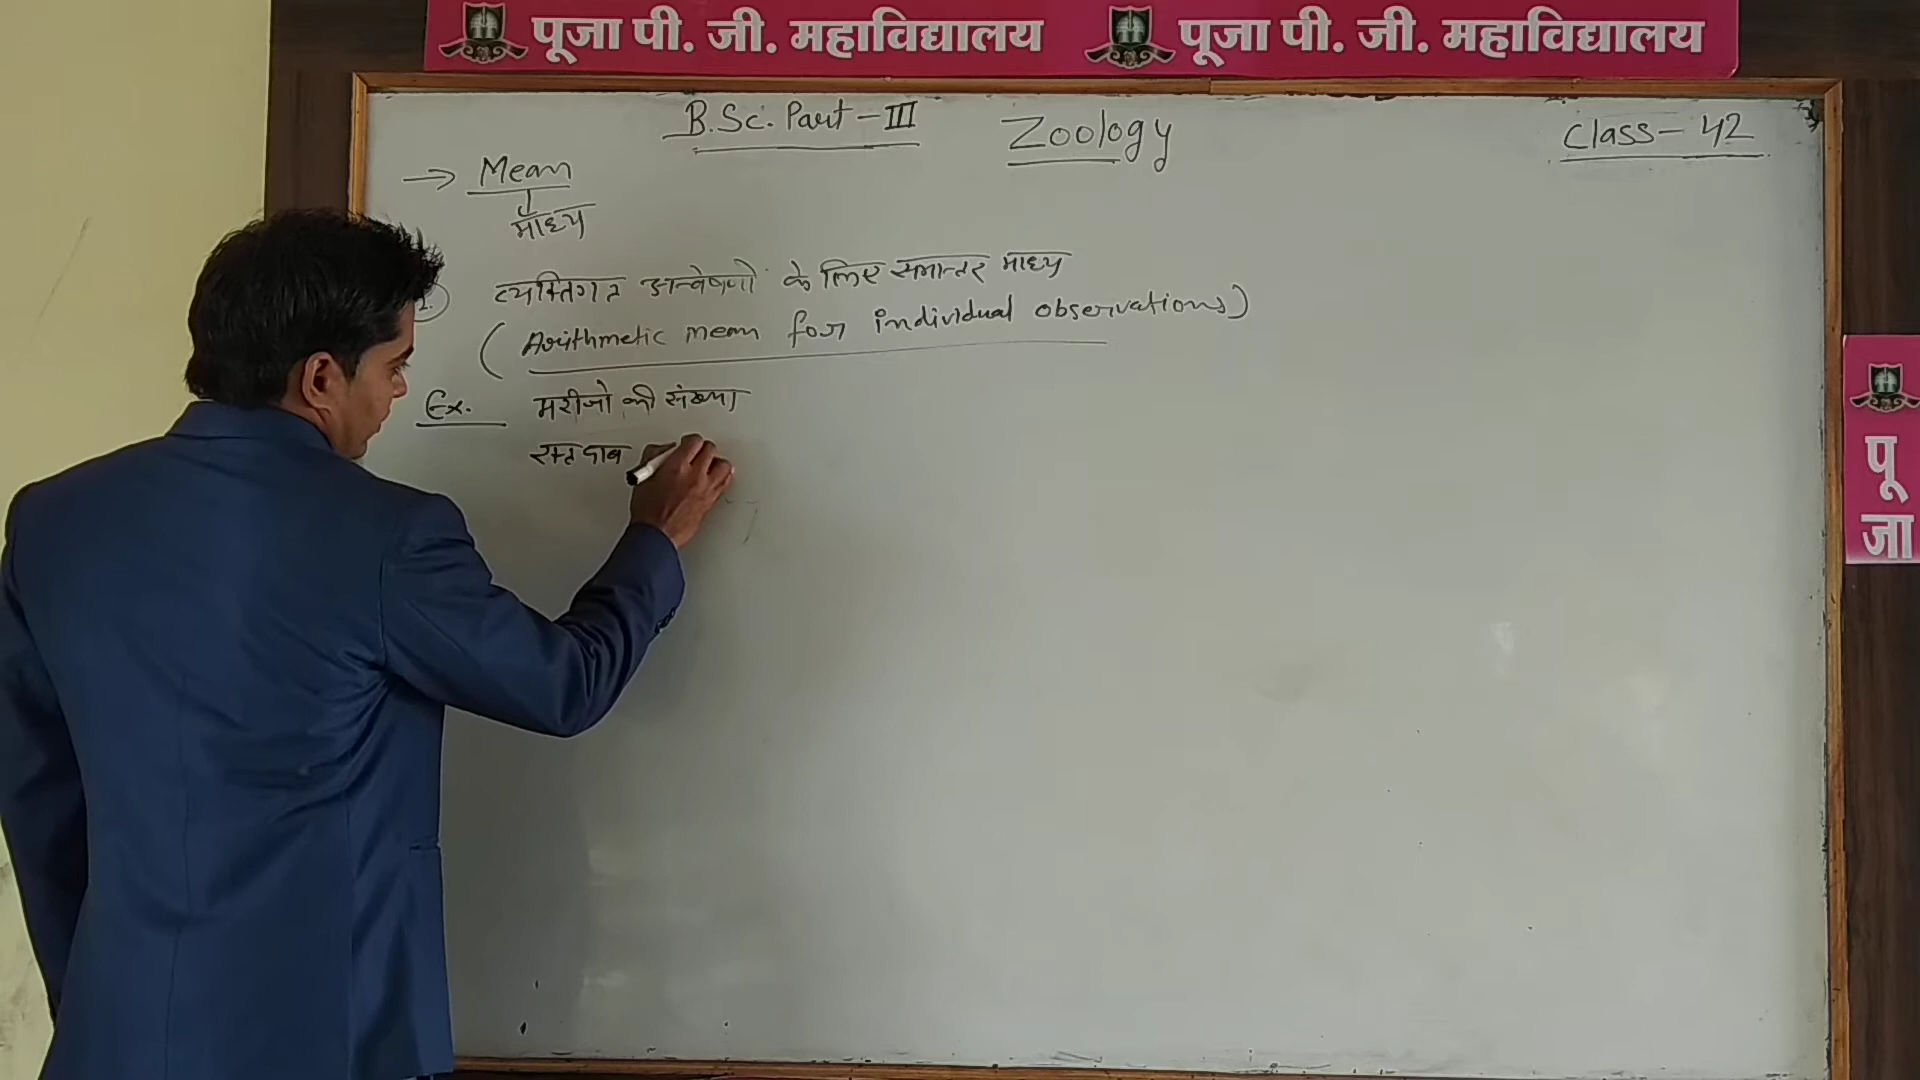 पूजा पी. जी. महाविद्यालय पूजा पी. जी. महाविद्यालय
B.Sc. Part-III Zoology Class-42
→ Mean
माध्य
व्यक्तिगत अन्वेषणो के लिए समान्तर माध्य
(Arithmetic mean for individual observations)
Ex. मरीजो की संख्या
रक्त दाब
पू
जा